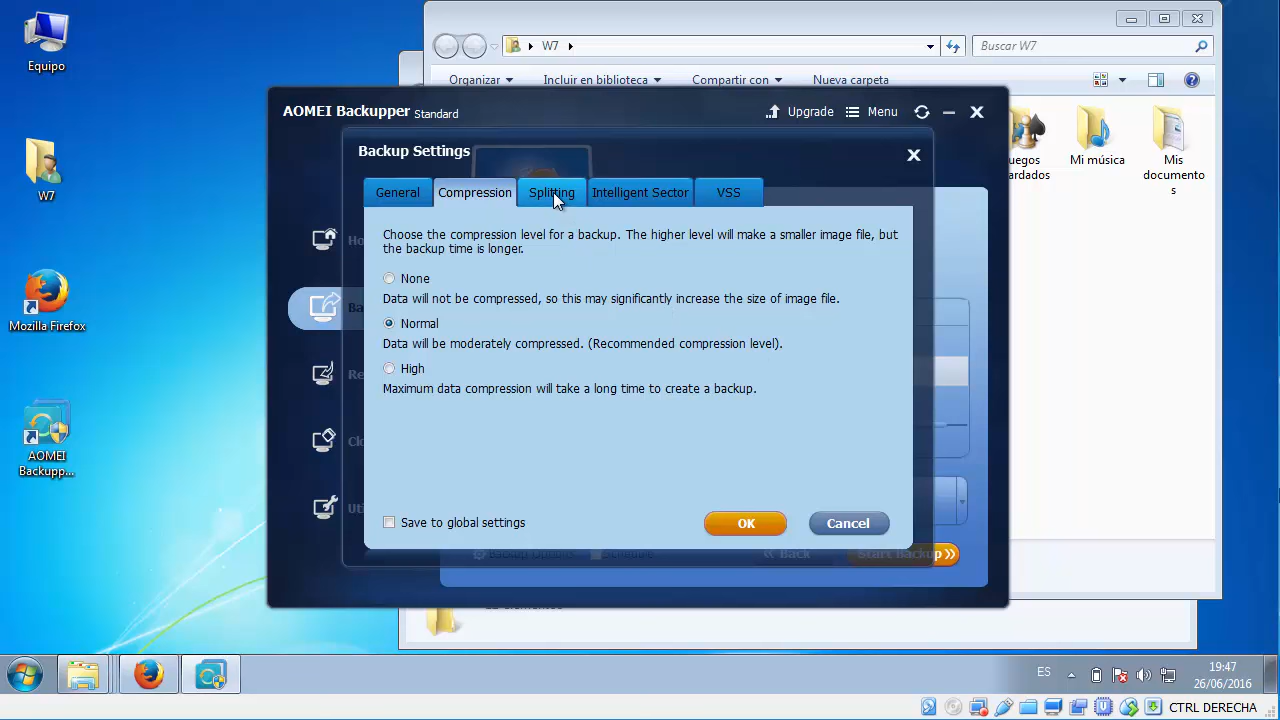 Equipo
W7
Mozilla Firefox
AOMEI
Backupp...
W7
Buscar W7
Organizar
Incluir en biblioteca
Compartir con
Nueva carpeta
Mi música
Mis
documento
s
AOMEI Backupper Standard
Upgrade
Menu
Backup Settings
General
Compression
Splitting
Intelligent Sector
VSS
Choose the compression level for a backup. The higher level will make a smaller image file, but
the backup time is longer.
None
Data will not be compressed, so this may significantly increase the size of image file.
Normal
Data will be moderately compressed. (Recommended compression level).
High
Maximum data compression will take a long time to create a backup.
Save to global settings
OK
Cancel
Backup Options
Schedule
Back
Start Backup
ES
19:47
26/06/2016
CTRL DERECHA